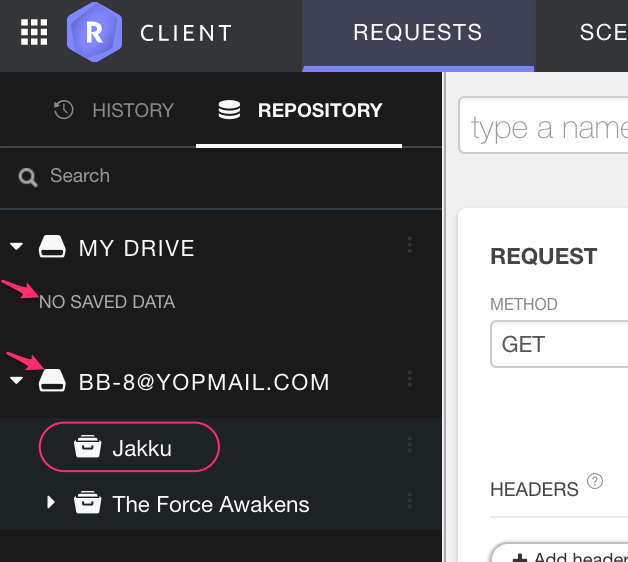 R CLIENT
REQUESTS
SCE
HISTORY
REPOSITORY
type a name
Search
MY DRIVE
NO SAVED DATA
BB-8@YOPMAIL.COM
Jakku
The Force Awakens
REQUEST
METHOD
GET
HEADERS ?
+ Add header